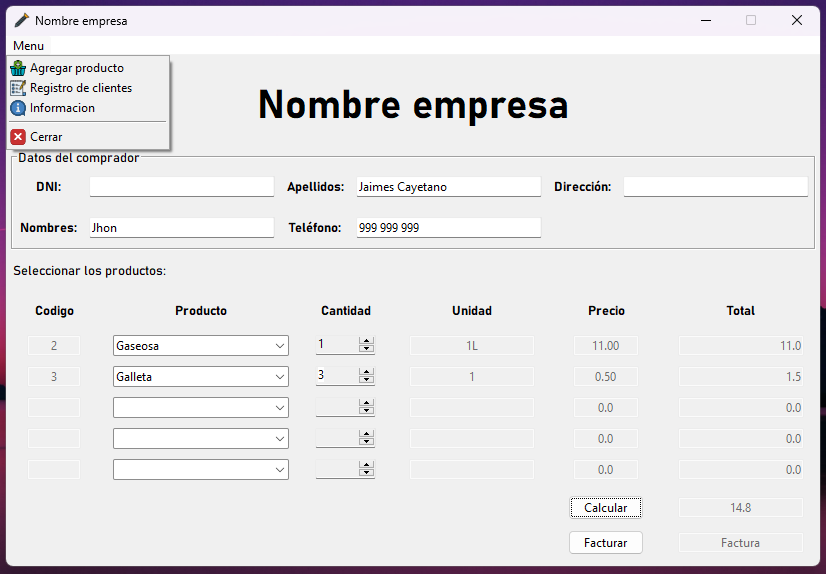 Nombre empresa
Menu
Agregar producto
Registro de clientes
Informacion
Cerrar
Nombre empresa
Datos del comprador
DNI: Apellidos: Jaimes Cayetano Dirección:
Nombres: Jhon Teléfono: 999 999 999
Seleccionar los productos:
Codigo Producto Cantidad Unidad Precio Total
2 Gaseosa 1 1L 11.00 11.0
3 Galleta 3 1 0.50 1.5
0.0 0.0
0.0 0.0
0.0 0.0
Calcular 14.8
Facturar Factura